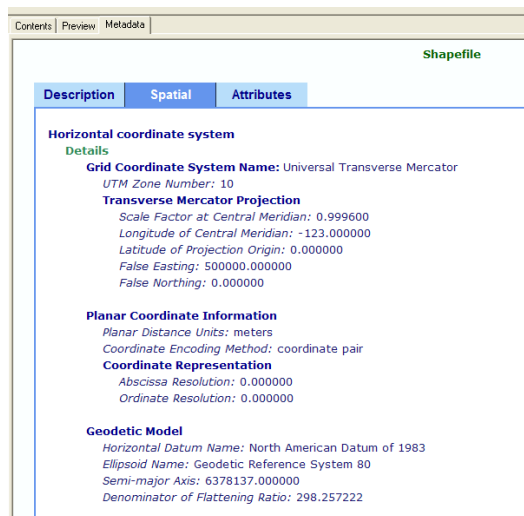 Contents Preview Metadata
Shapefile
Description Spatial Attributes
Horizontal coordinate system
Details
Grid Coordinate System Name: Universal Transverse Mercator
UTM Zone Number: 10
Transverse Mercator Projection
Scale Factor at Central Meridian: 0.999600
Longitude of Central Meridian: -123.000000
Latitude of Projection Origin: 0.000000
False Easting: 500000.000000
False Northing: 0.000000
Planar Coordinate Information
Planar Distance Units: meters
Coordinate Encoding Method: coordinate pair
Coordinate Representation
Abscissa Resolution: 0.000000
Ordinate Resolution: 0.000000
Geodetic Model
Horizontal Datum Name: North American Datum of 1983
Ellipsoid Name: Geodetic Reference System 80
Semi-major Axis: 6378137.000000
Denominator of Flattening Ratio: 298.257222